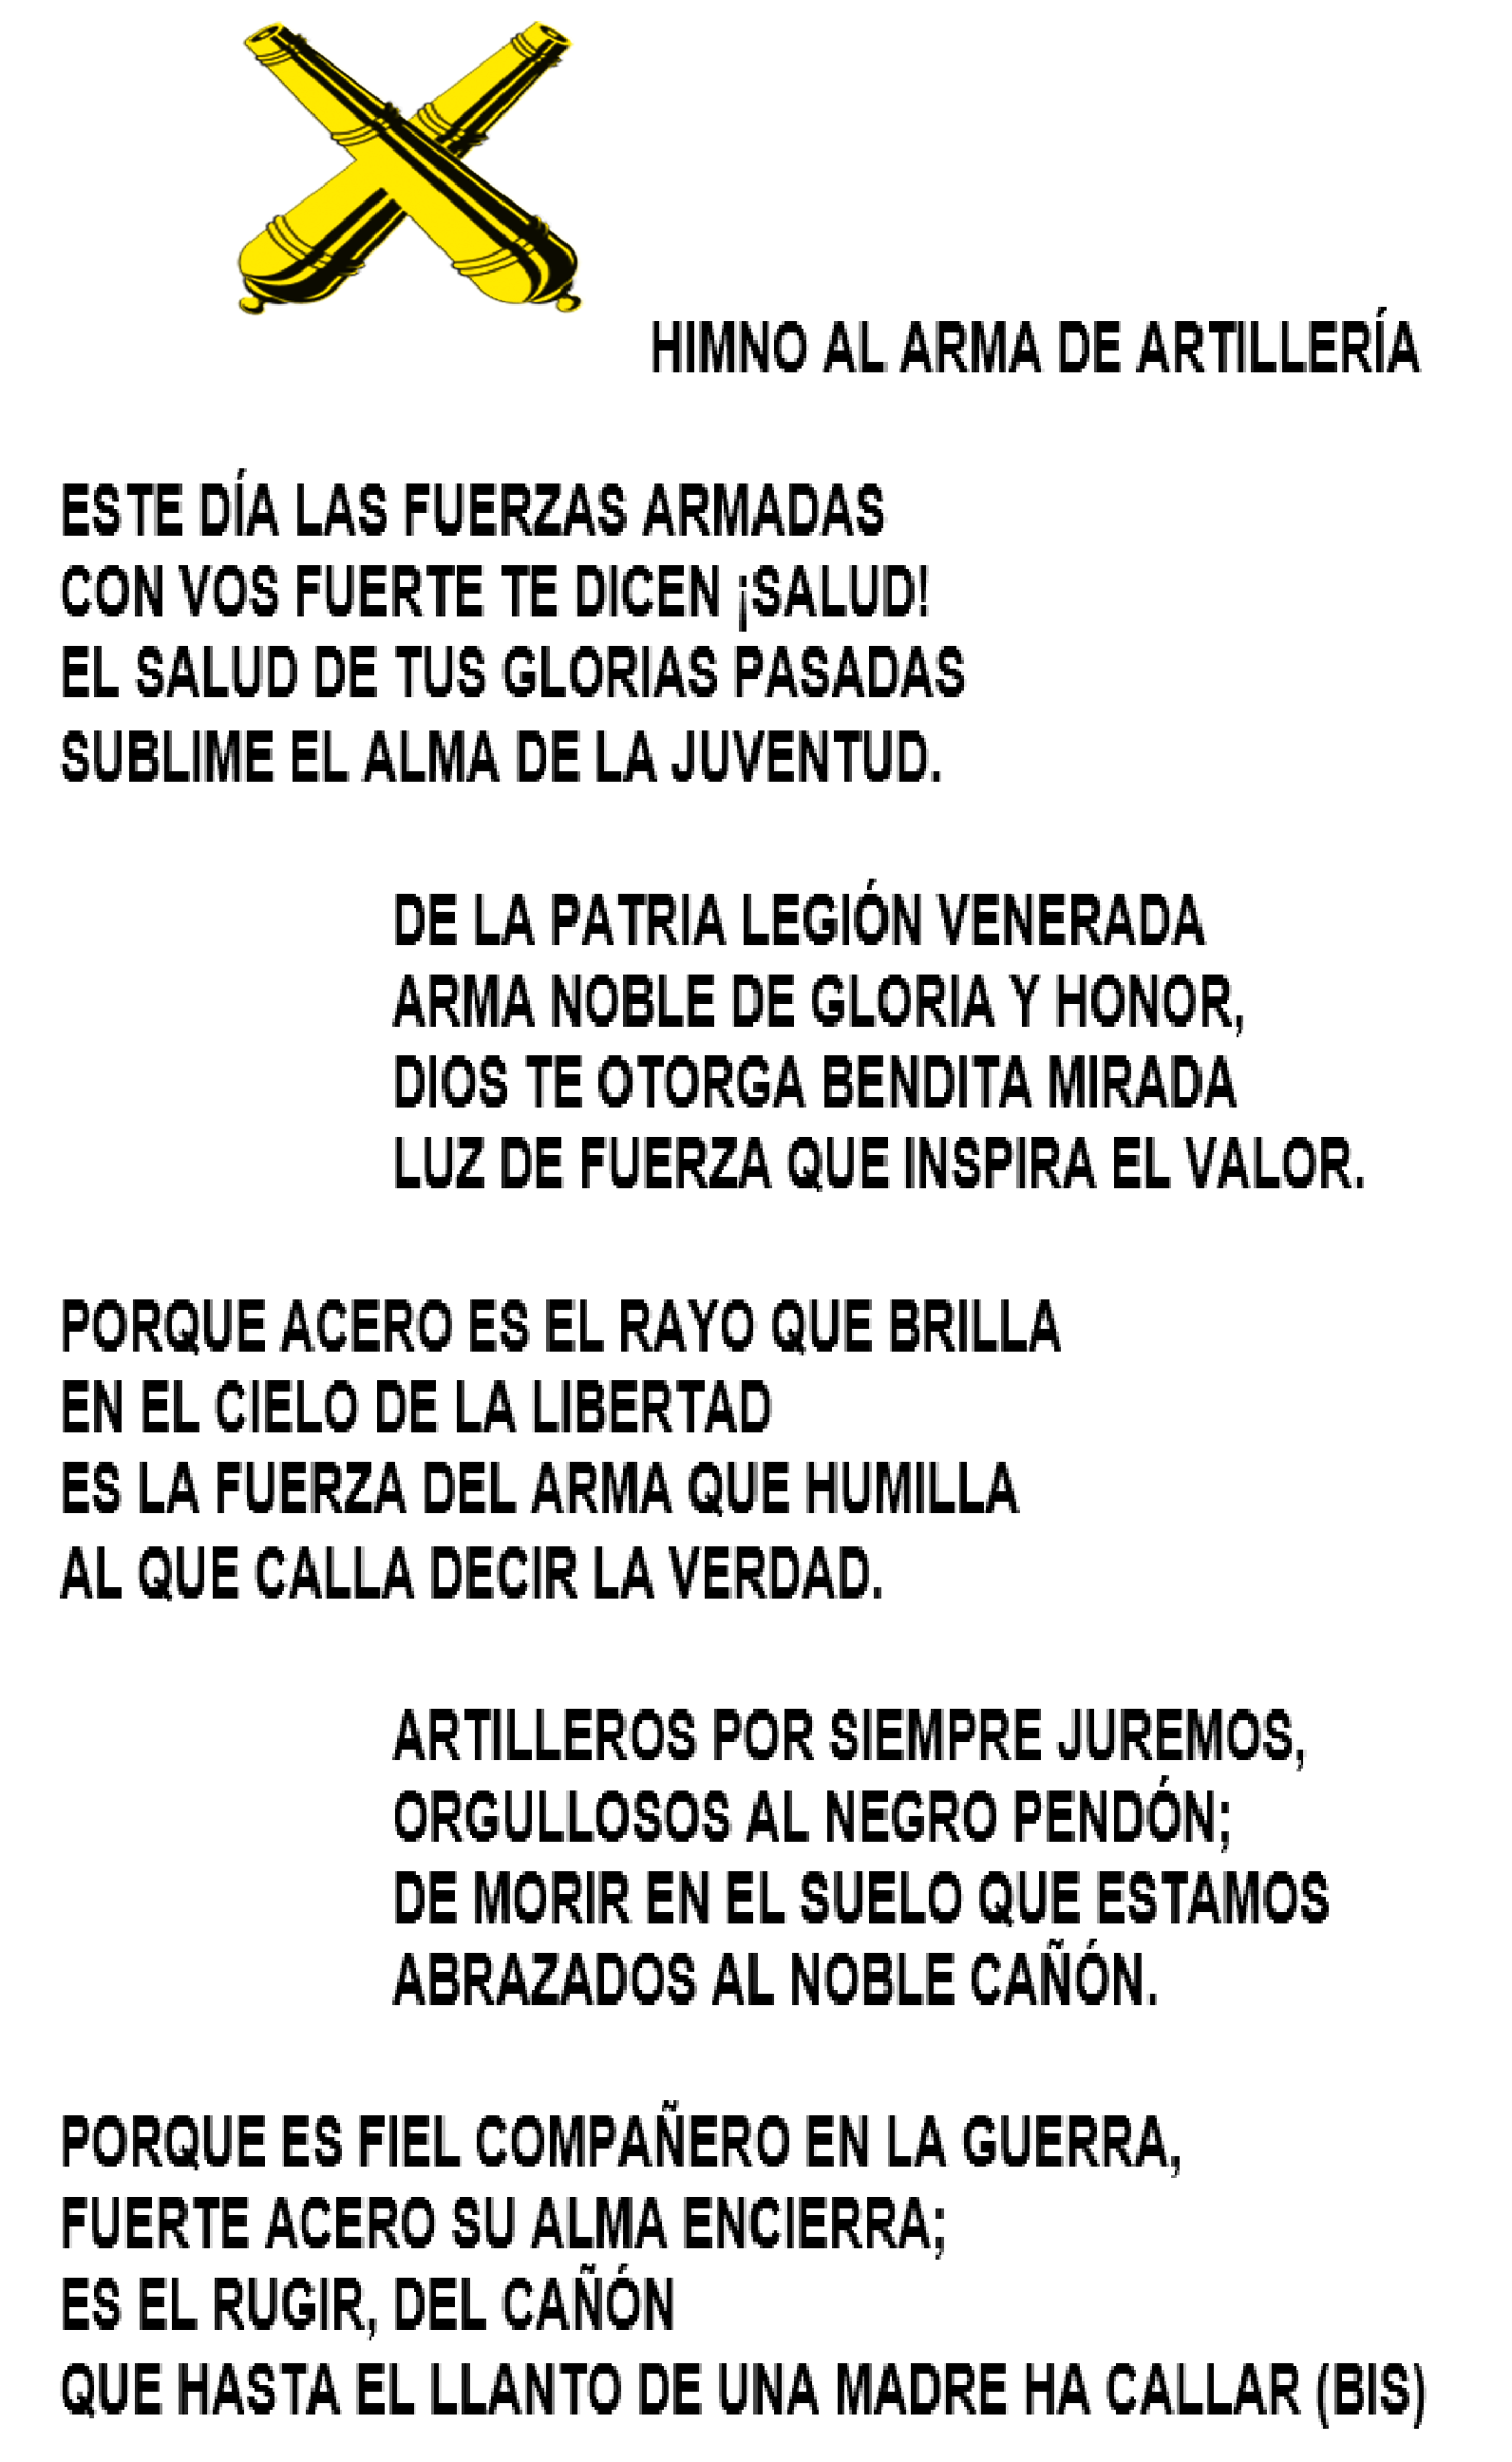 HIMNO AL ARMA DE ARTILLERÍA
ESTE DÍA LAS FUERZAS ARMADAS
CON VOS FUERTE TE DICEN ¡SALUD!
EL SALUD DE TUS GLORIAS PASADAS
SUBLIME EL ALMA DE LA JUVENTUD.
DE LA PATRIA LEGIÓN VENERADA
ARMA NOBLE DE GLORIA Y HONOR,
DIOS TE OTORGA BENDITA MIRADA
LUZ DE FUERZA QUE INSPIRA EL VALOR.
PORQUE ACERO ES EL RAYO QUE BRILLA
EN EL CIELO DE LA LIBERTAD
ES LA FUERZA DEL ARMA QUE HUMILLA
AL QUE CALLA DECIR LA VERDAD.
ARTILLEROS POR SIEMPRE JUREMOS,
ORGULLOSOS AL NEGRO PENDÓN;
DE MORIR EN EL SUELO QUE ESTAMOS
ABRAZADOS AL NOBLE CAÑÓN.
PORQUE ES FIEL COMPAÑERO EN LA GUERRA,
FUERTE ACERO SU ALMA ENCIERRA;
ES EL RUGIR, DEL CAÑÓN
QUE HASTA EL LLANTO DE UNA MADRE HA CALLAR (BIS)